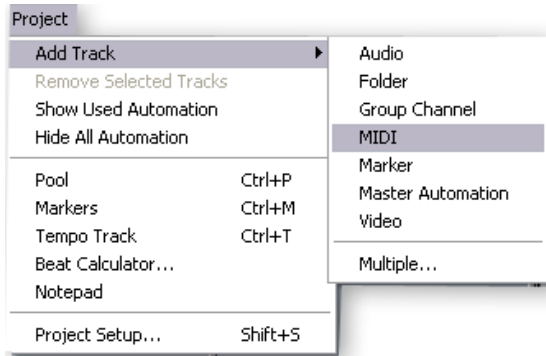 Project
Add Track
Remove Selected Tracks
Show Used Automation
Hide All Automation
Pool Ctrl+P
Markers Ctrl+M
Tempo Track Ctrl+T
Beat Calculator...
Notepad
Project Setup... Shift+S
Audio
Folder
Group Channel
MIDI
Marker
Master Automation
Video
Multiple...